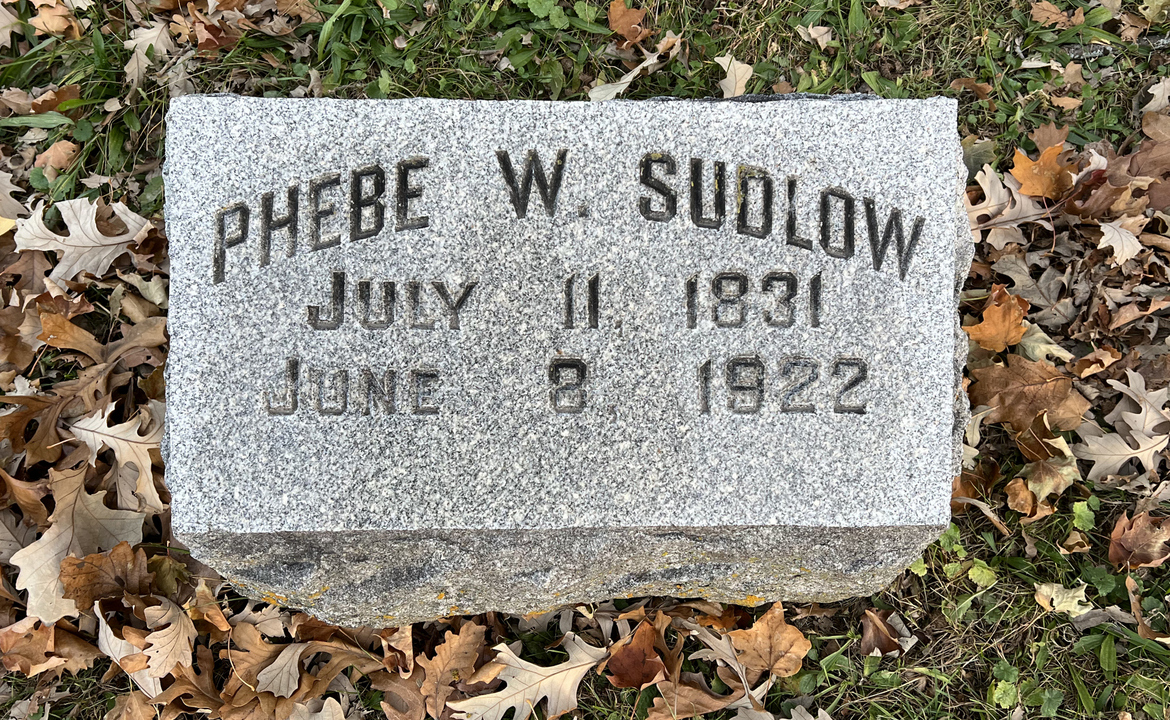 PHEBE W. SUDLOW
JULY 11, 1831
JUNE 8 1922